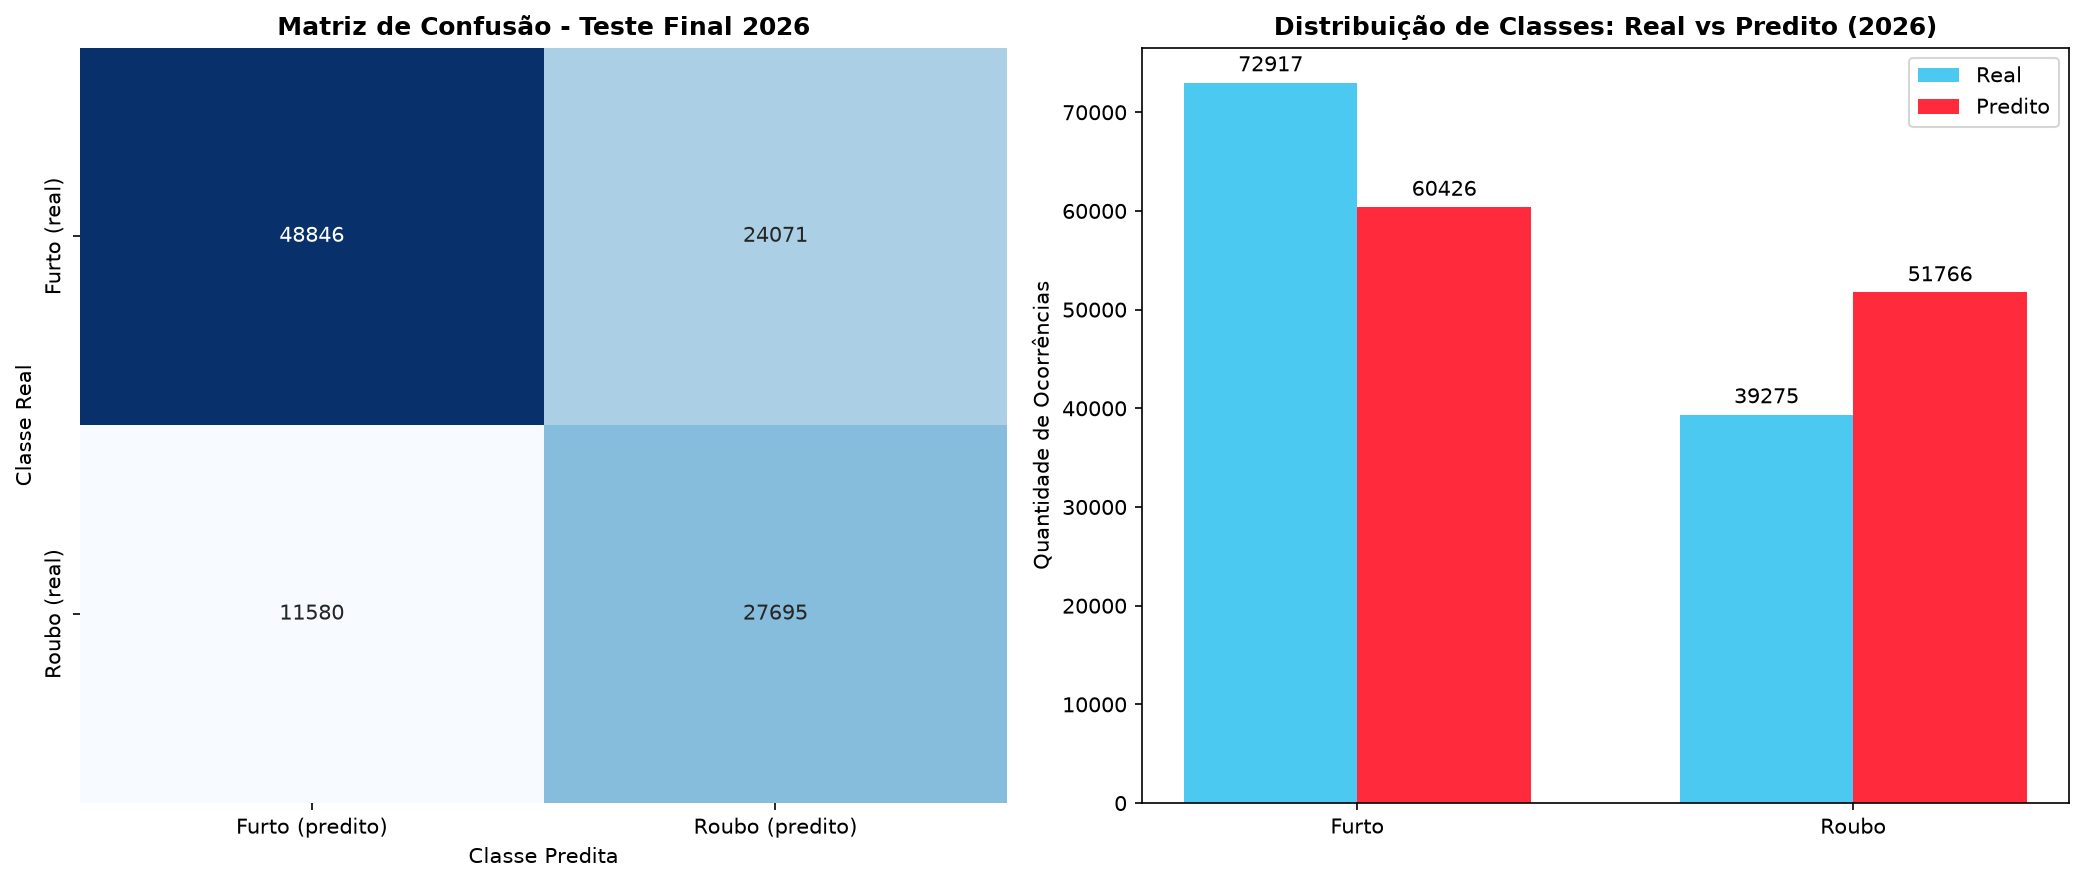 Matriz de Confusão - Teste Final 2026
Classe Real
Furto (real)
48846
24071
Roubo (real)
11580
27695
Furto (predito)
Roubo (predito)
Classe Predita
Distribuição de Classes: Real vs Predito (2026)
Real
Predito
Quantidade de Ocorrências
70000
60000
50000
40000
30000
20000
10000
0
72917
60426
39275
51766
Furto
Roubo